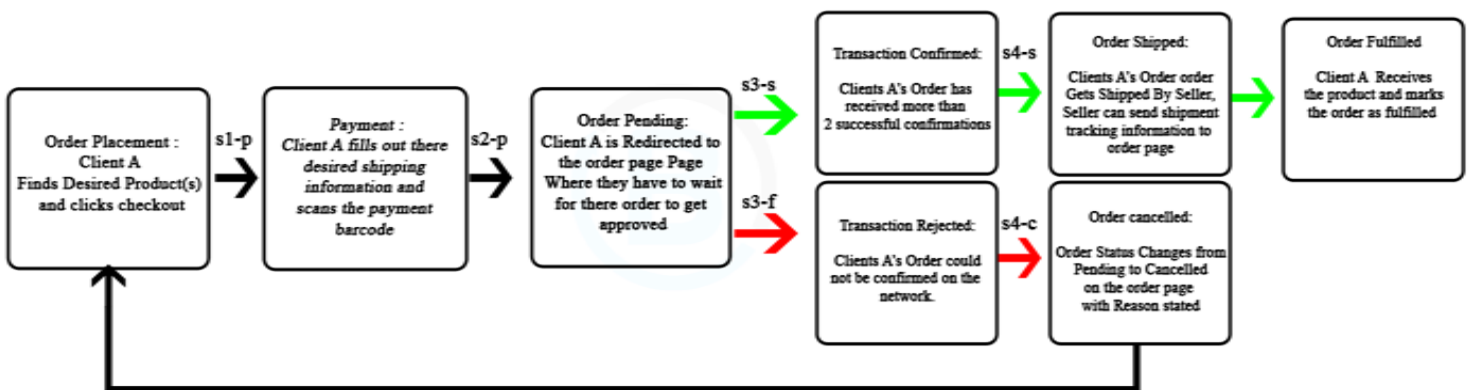 Order Placement :
Client A
Finds Desired Product(s)
and clicks checkout
s1-p
Payment :
Client A fills out there
desired shipping
information and
scans the payment
barcode
s2-p
Order Pending:
Client A is Redirected to
the order page Page
Where they have to wait
for there order to get
approved
s3-s
Transaction Confirmed:
Clients A's Order has
received more than
2 successful confirmations
s4-s
Order Shipped:
Clients A's Order order
Gets Shipped By Seller,
Seller can send shipment
tracking information to
order page
Order Fulfilled
Client A Receives
the product and marks
the order as fulfilled
s3-f
Transaction Rejected:
Clients A's Order could
not be confirmed on the
network.
s4-c
Order cancelled:
Order Status Changes from
Pending to Cancelled
on the order page
with Reason stated